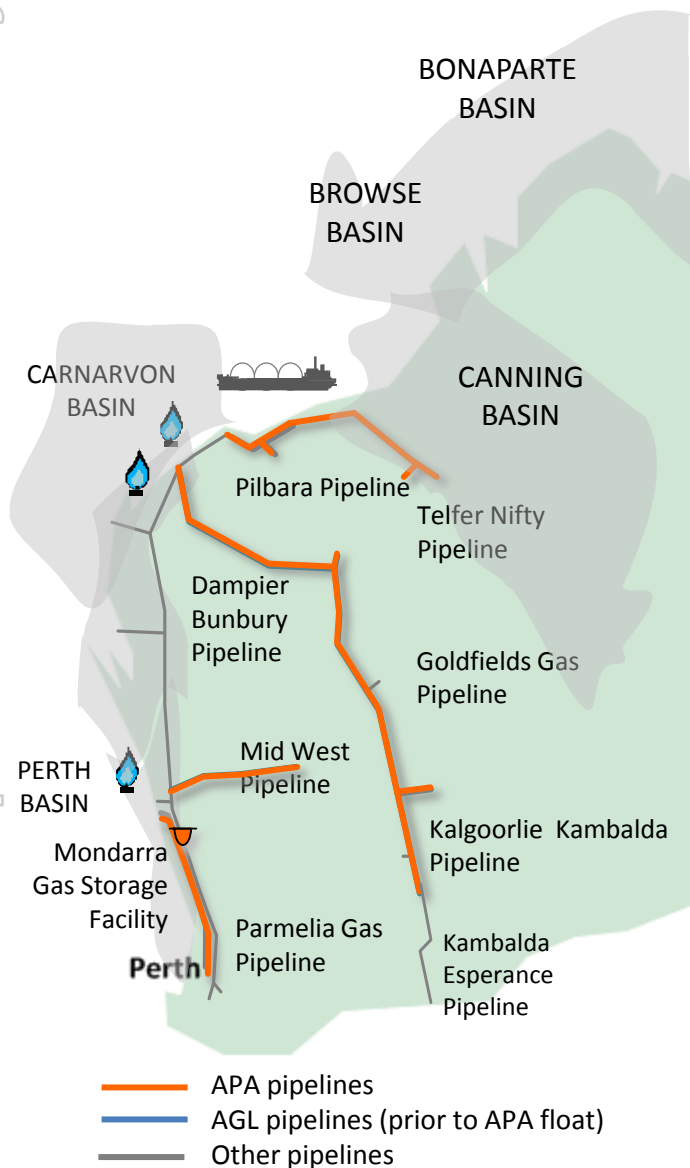 BONAPARTE
BASIN
BROWSE
BASIN
CARNARVON
BASIN
CANNING
BASIN
Pilbara Pipeline
Telfer Nifty
Pipeline
Dampier
Bunbury
Pipeline
Goldfields Gas
Pipeline
Mid West
Pipeline
PERTH
BASIN
Kalgoorlie Kambalda
Pipeline
Mondarra
Gas Storage
Facility
Parmelia Gas
Pipeline
Perth
Kambalda
Esperance
Pipeline
APA pipelines
AGL pipelines (prior to APA float)
Other pipelines